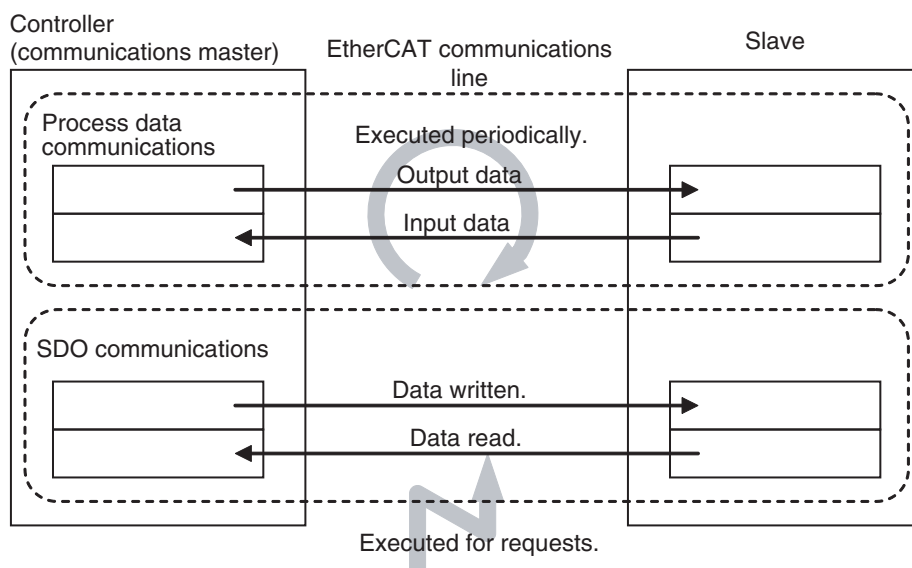 Controller
(communications master)
EtherCAT communications
line
Slave
Process data
communications
Executed periodically.
Output data
Input data
SDO communications
Data written.
Data read.
Executed for requests.